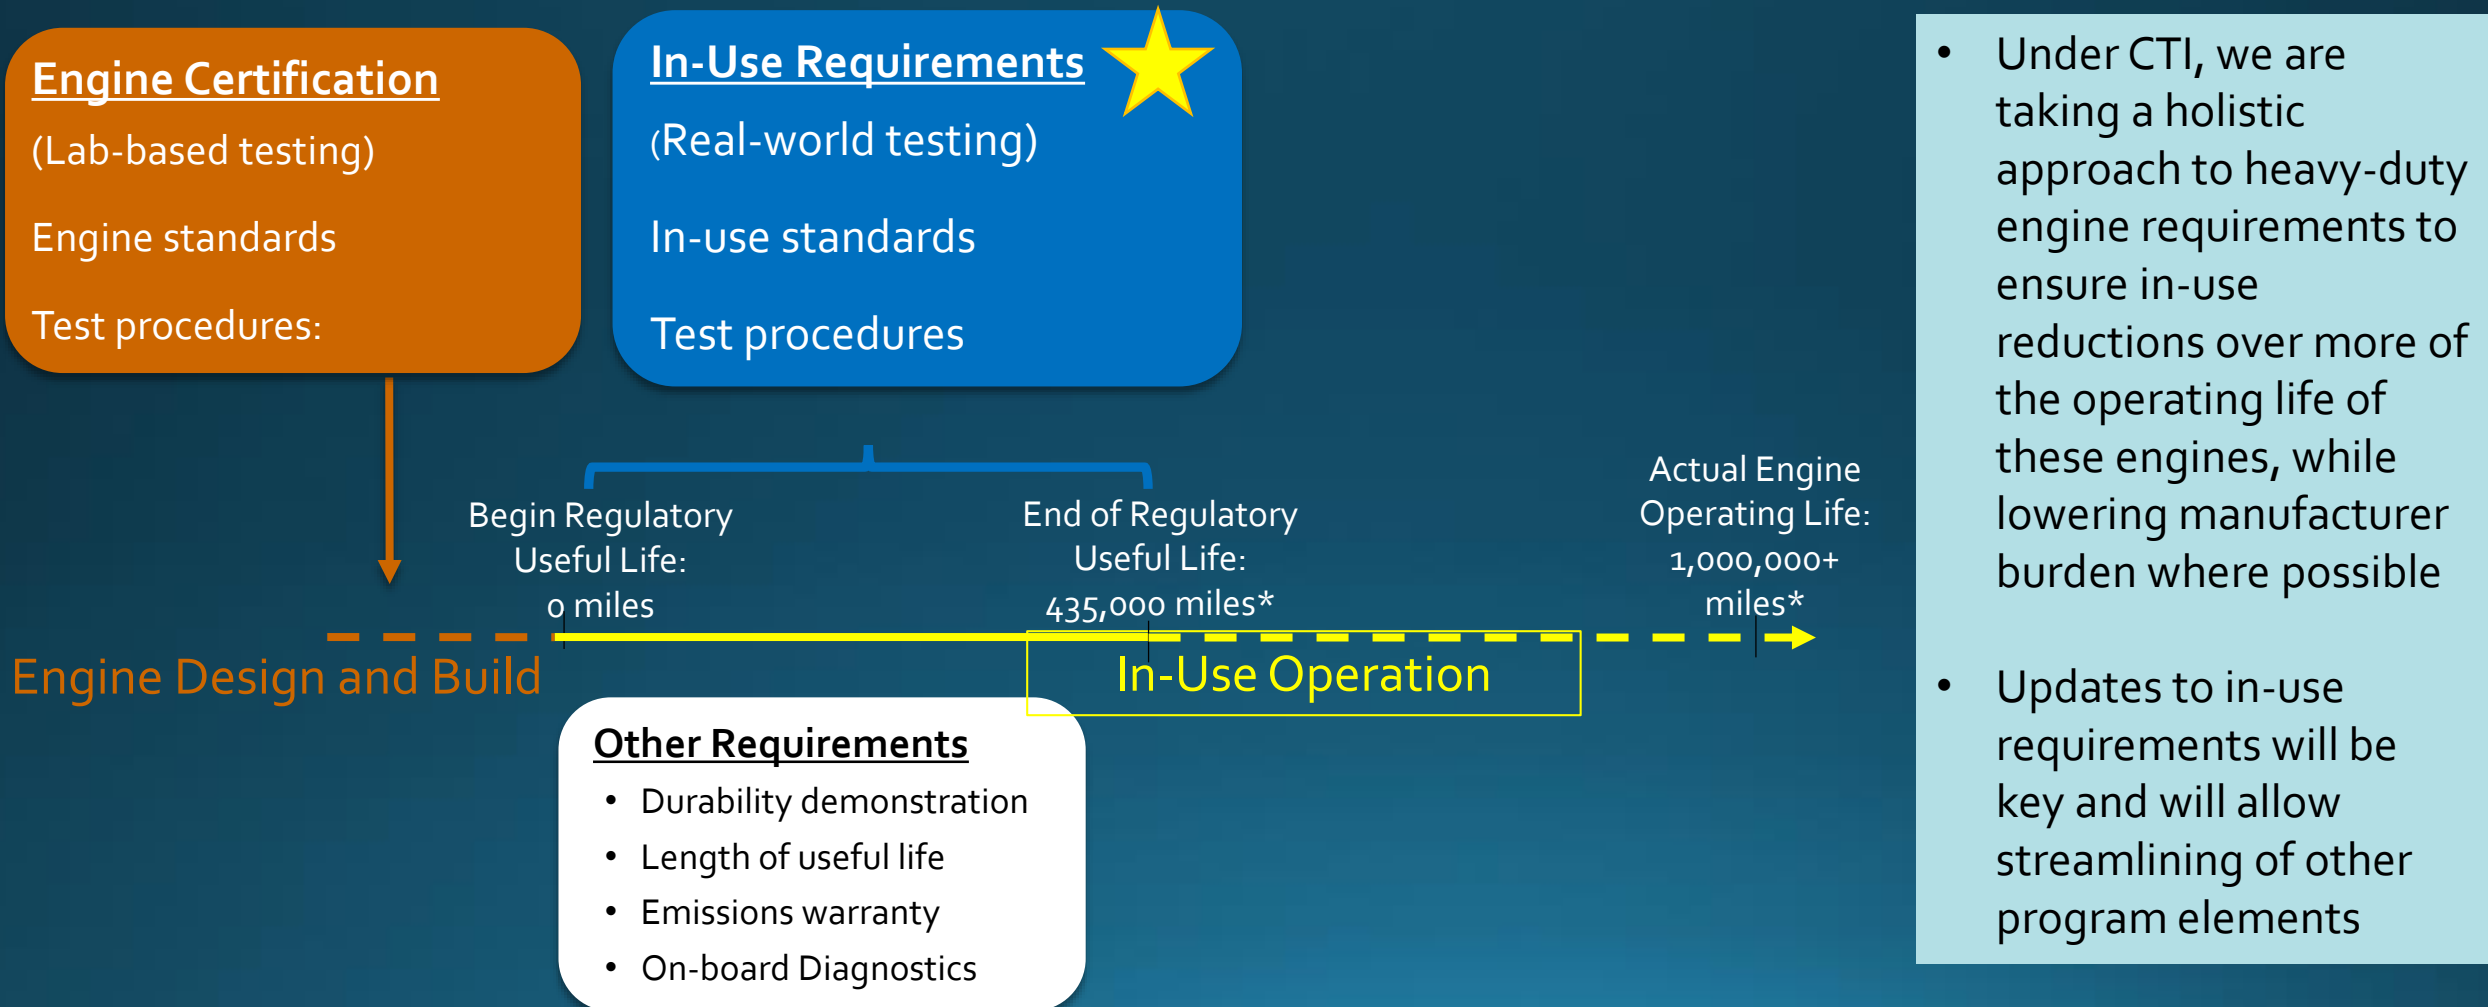 Engine Certification
(Lab-based testing)
Engine standards
Test procedures:
In-Use Requirements
(Real-world testing)
In-use standards
Test procedures
Begin Regulatory
Useful Life:
0 miles
End of Regulatory
Useful Life:
435,000 miles*
Actual Engine
Operating Life:
1,000,000+
miles*
Engine Design and Build
In-Use Operation
Other Requirements
• Durability demonstration
• Length of useful life
• Emissions warranty
• On-board Diagnostics
• Under CTI, we are
taking a holistic
approach to heavy-duty
engine requirements to
ensure in-use
reductions over more of
the operating life of
these engines, while
lowering manufacturer
burden where possible
• Updates to in-use
requirements will be
key and will allow
streamlining of other
program elements